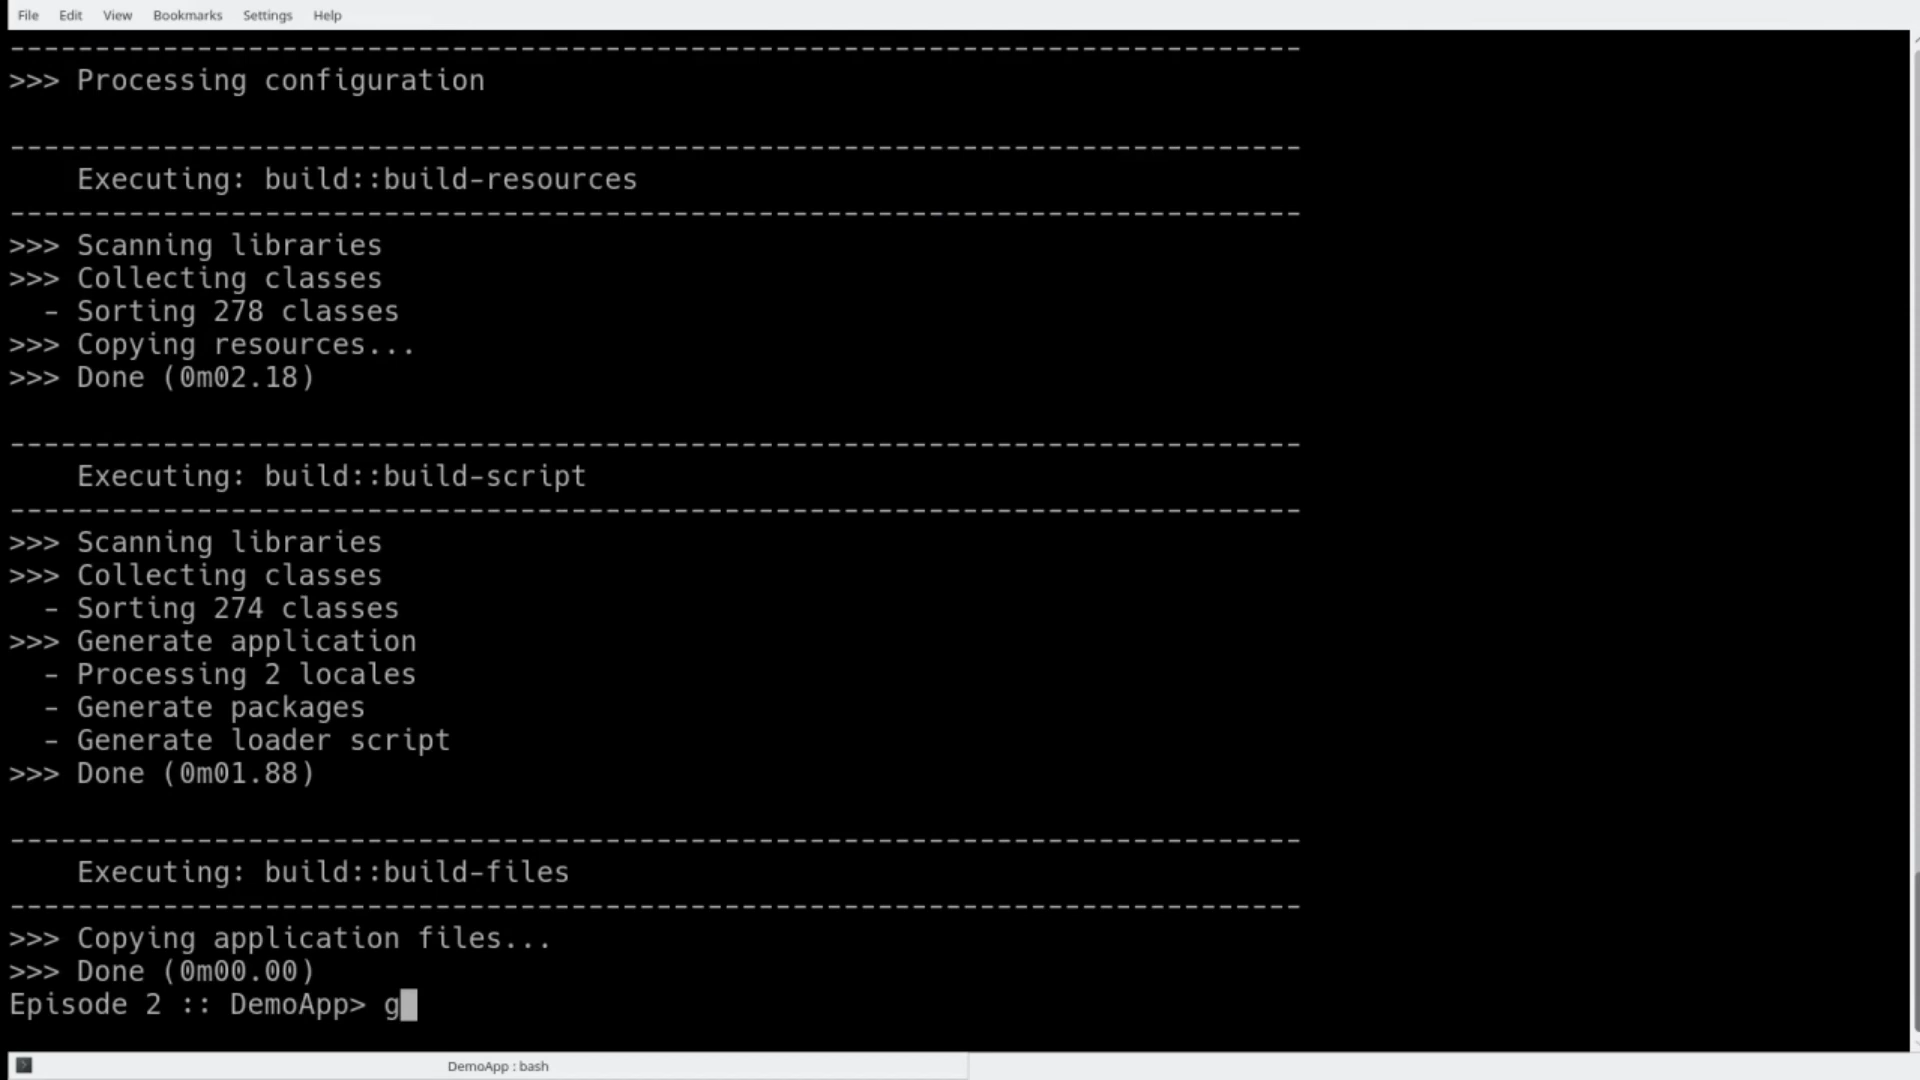 File Edit View Bookmarks Settings Help
----------------------------------------------------------------------------
>>> Processing configuration
----------------------------------------------------------------------------
    Executing: build::build-resources
----------------------------------------------------------------------------
>>> Scanning libraries
>>> Collecting classes
  - Sorting 278 classes
>>> Copying resources...
>>> Done (0m02.18)
----------------------------------------------------------------------------
    Executing: build::build-script
----------------------------------------------------------------------------
>>> Scanning libraries
>>> Collecting classes
  - Sorting 274 classes
>>> Generate application
  - Processing 2 locales
  - Generate packages
  - Generate loader script
>>> Done (0m01.88)
----------------------------------------------------------------------------
    Executing: build::build-files
----------------------------------------------------------------------------
>>> Copying application files...
>>> Done (0m00.00)
Episode 2 :: DemoApp> g
DemoApp : bash